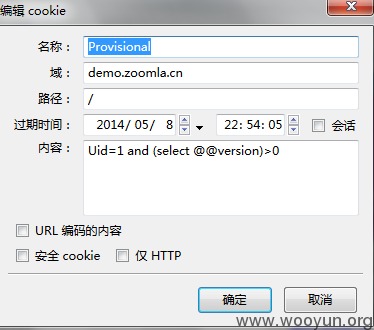 编辑 cookie
名称： Provisional
域： demo.zoomla.cn
路径： /
过期时间： 2014/ 05/ 8 22: 54: 05 会话
内容： Uid=1 and (select @@version)>0
URL 编码的内容
安全 cookie 仅 HTTP
确定 取消
www.wooyun.org